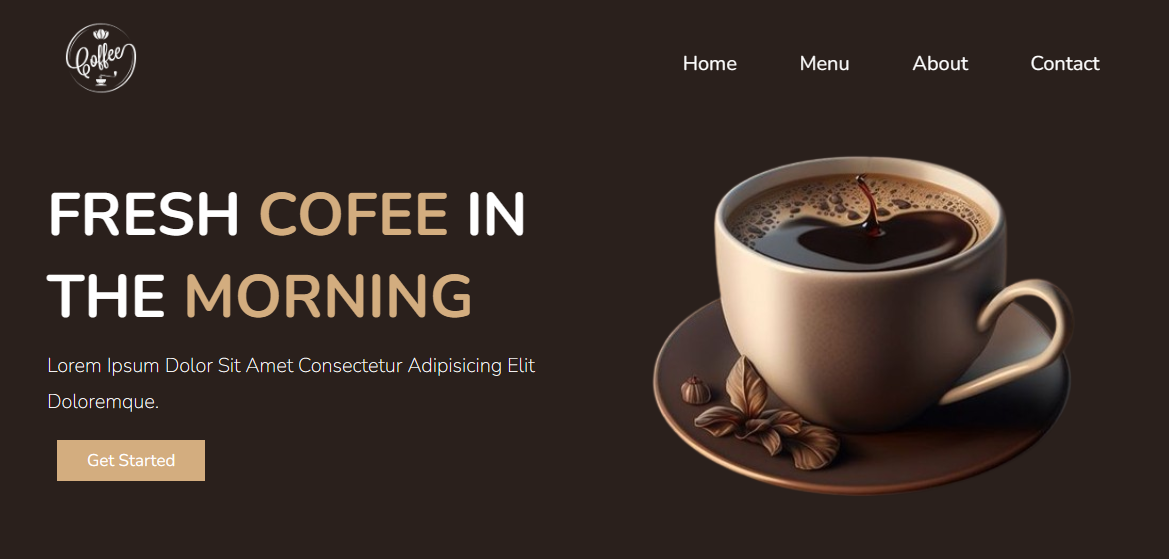 Coffee
Home Menu About Contact
FRESH COFEE IN
THE MORNING
Lorem Ipsum Dolor Sit Amet Consectetur Adipisicing Elit
Doloremque.
Get Started